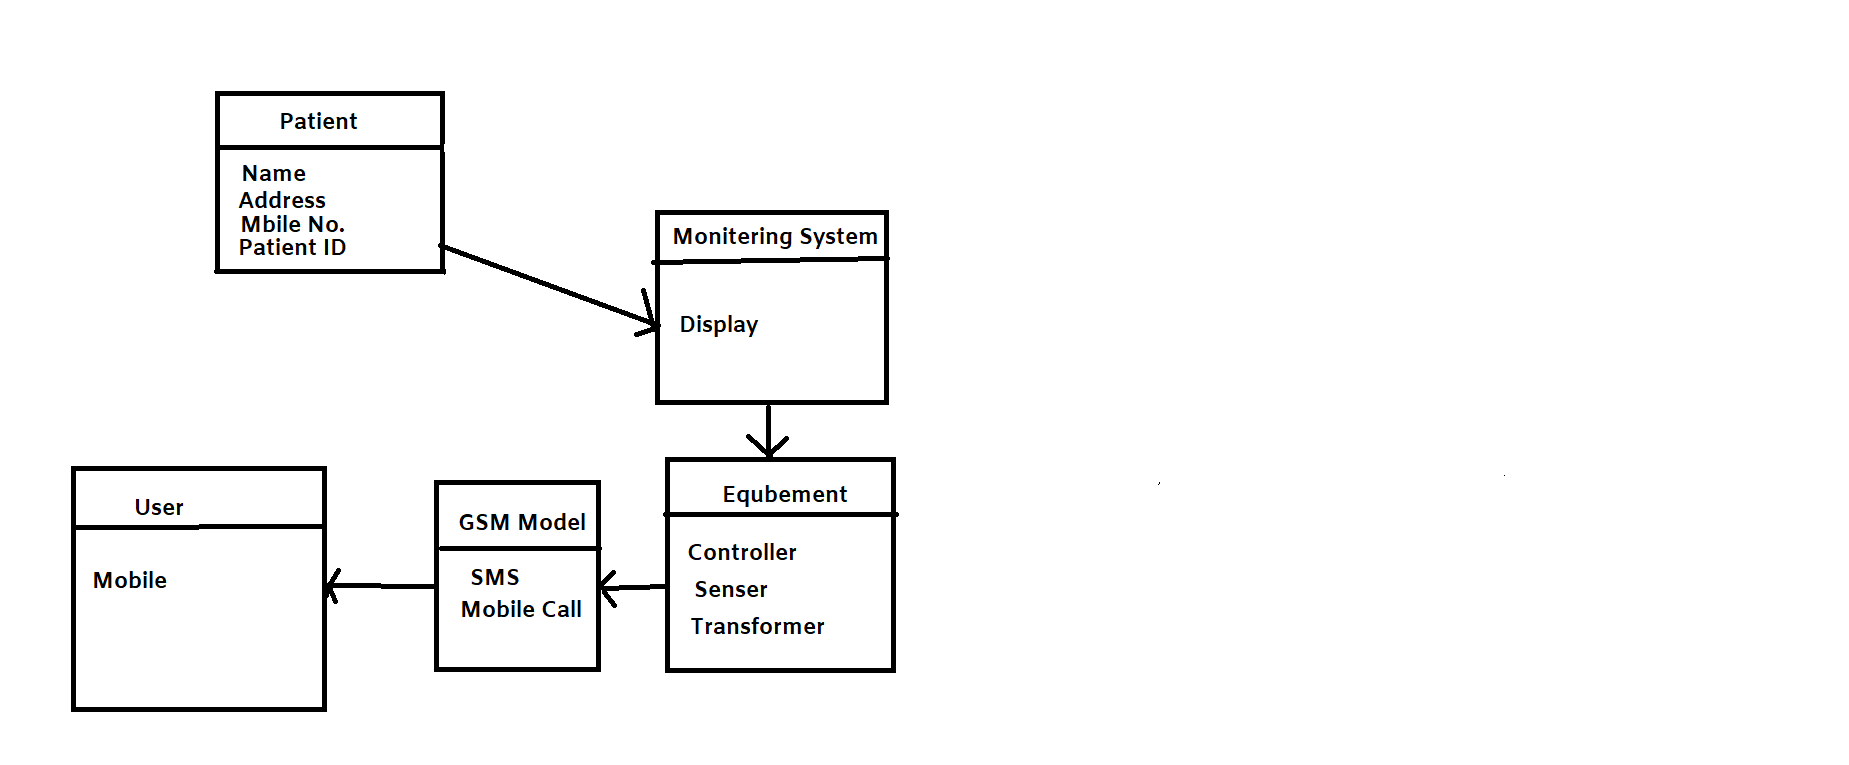 Patient
Name
Address
Mbile No.
Patient ID
Monitering System
Display
Equbement
Controller
Senser
Transformer
GSM Model
SMS
Mobile Call
User
Mobile